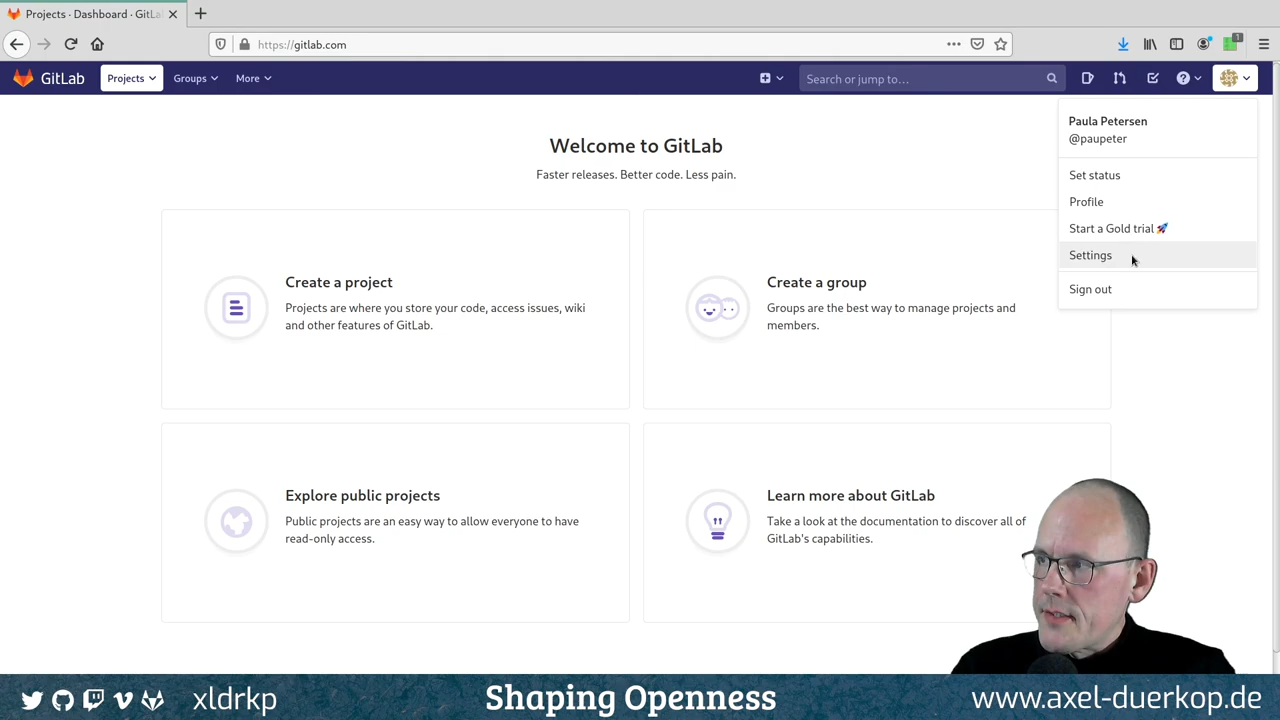 Projects · Dashboard · GitLa
https://gitlab.com
1
GitLab
Projects
Groups
More
Search or jump to…
Paula Petersen
@paupeter
Set status
Profile
Start a Gold trial
Settings
Sign out
Welcome to GitLab
Faster releases. Better code. Less pain.
Create a project
Projects are where you store your code, access issues, wiki
and other features of GitLab.
Create a group
Groups are the best way to manage projects and
members.
Explore public projects
Public projects are an easy way to allow everyone to have
read-only access.
Learn more about GitLab
Take a look at the documentation to discover all of
GitLab's capabilities.
xldrkp
Shaping Openness
www.axel-duerkop.de